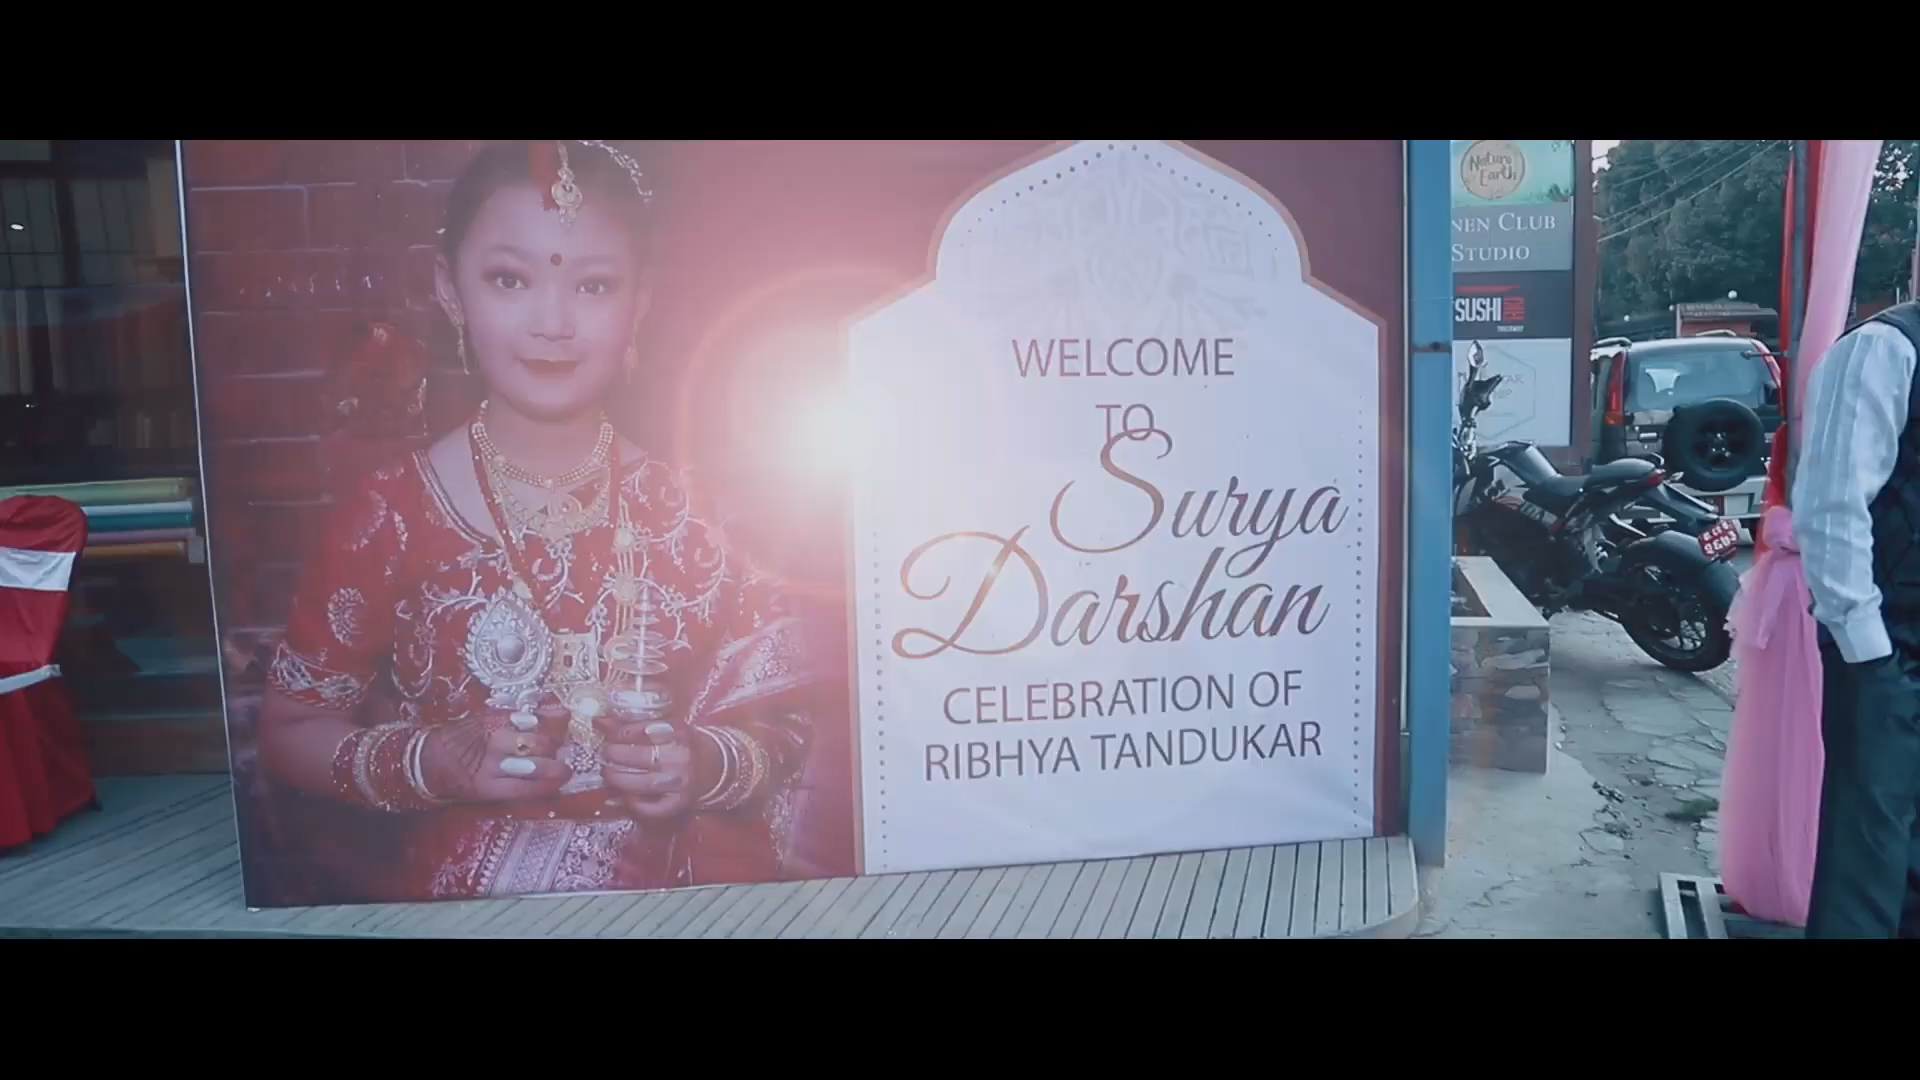 WELCOME
TO
Surya
Darshan
CELEBRATION OF
RIBHYA TANDUKAR
Nature
Earth
NEN CLUB
STUDIO
SUSHI